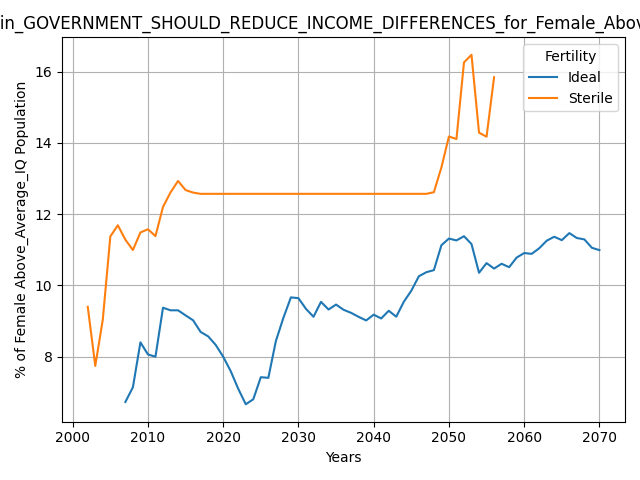 in_GOVERNMENT_SHOULD_REDUCE_INCOME_DIFFERENCES_for_Female_Abov
% of Female Above_Average_IQ Population
16
14
12
10
8
Fertility
Ideal
Sterile
2000 2010 2020 2030 2040 2050 2060 2070
Years